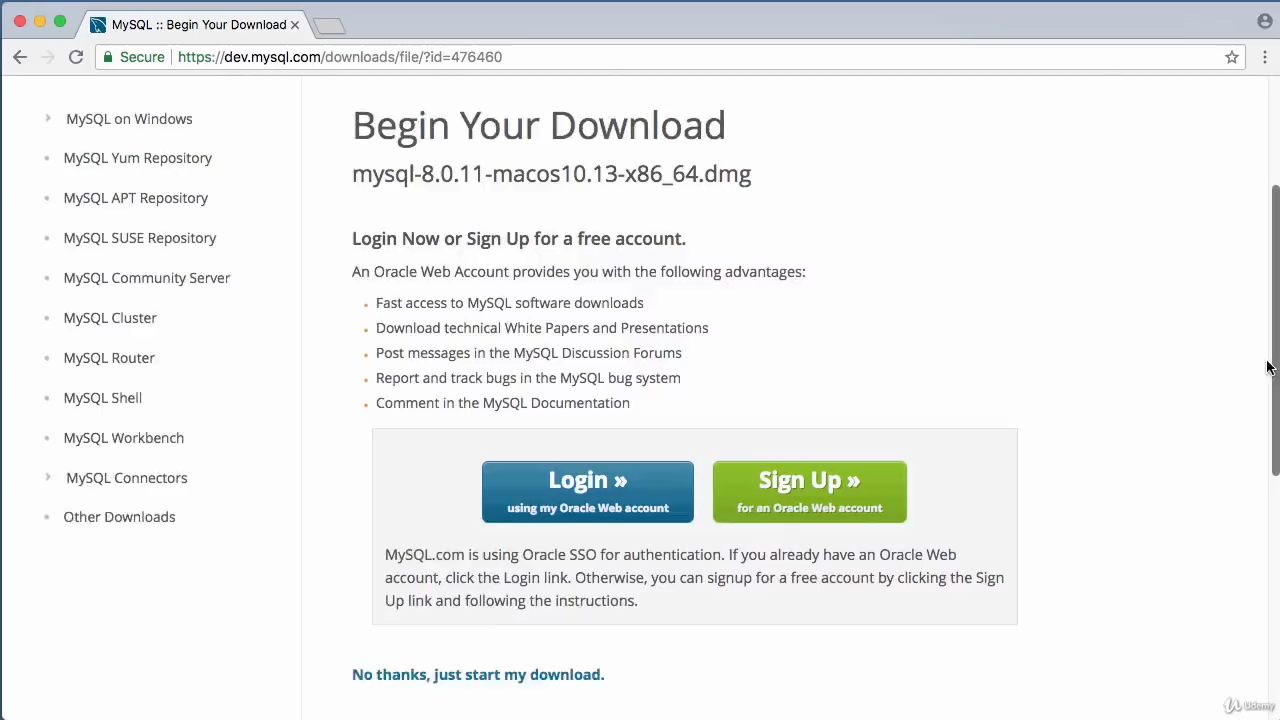 MySQL :: Begin Your Download
Secure https://dev.mysql.com/downloads/file/?id=476460
MySQL on Windows
MySQL Yum Repository
MySQL APT Repository
MySQL SUSE Repository
MySQL Community Server
MySQL Cluster
MySQL Router
MySQL Shell
MySQL Workbench
MySQL Connectors
Other Downloads
Begin Your Download
mysql-8.0.11-macos10.13-x86_64.dmg
Login Now or Sign Up for a free account.
An Oracle Web Account provides you with the following advantages:
Fast access to MySQL software downloads
Download technical White Papers and Presentations
Post messages in the MySQL Discussion Forums
Report and track bugs in the MySQL bug system
Comment in the MySQL Documentation
Login »
using my Oracle Web account
Sign Up »
for an Oracle Web account
MySQL.com is using Oracle SSO for authentication. If you already have an Oracle Web
account, click the Login link. Otherwise, you can signup for a free account by clicking the Sign
Up link and following the instructions.
No thanks, just start my download.
Udemy